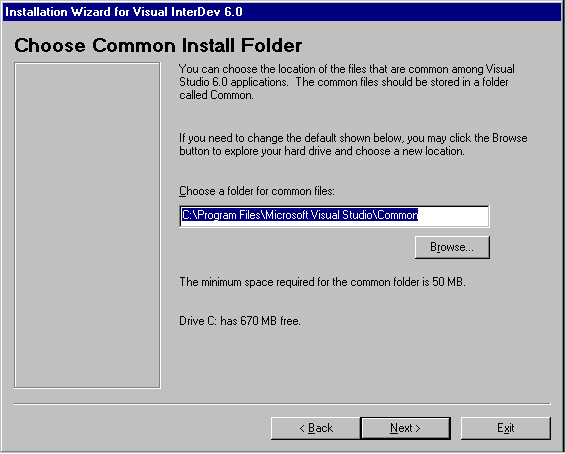 Installation Wizard for Visual InterDev 6.0
Choose Common Install Folder
You can choose the location of the files that are common among Visual
Studio 6.0 applications.  The common files should be stored in a folder
called Common.
If you need to change the default shown below, you may click the Browse
button to explore your hard drive and choose a new location.
Choose a folder for common files:
C:\Program Files\Microsoft Visual Studio\Common
Browse...
The minimum space required for the common folder is 50 MB.
Drive C: has 670 MB free.
< Back
Next >
Exit